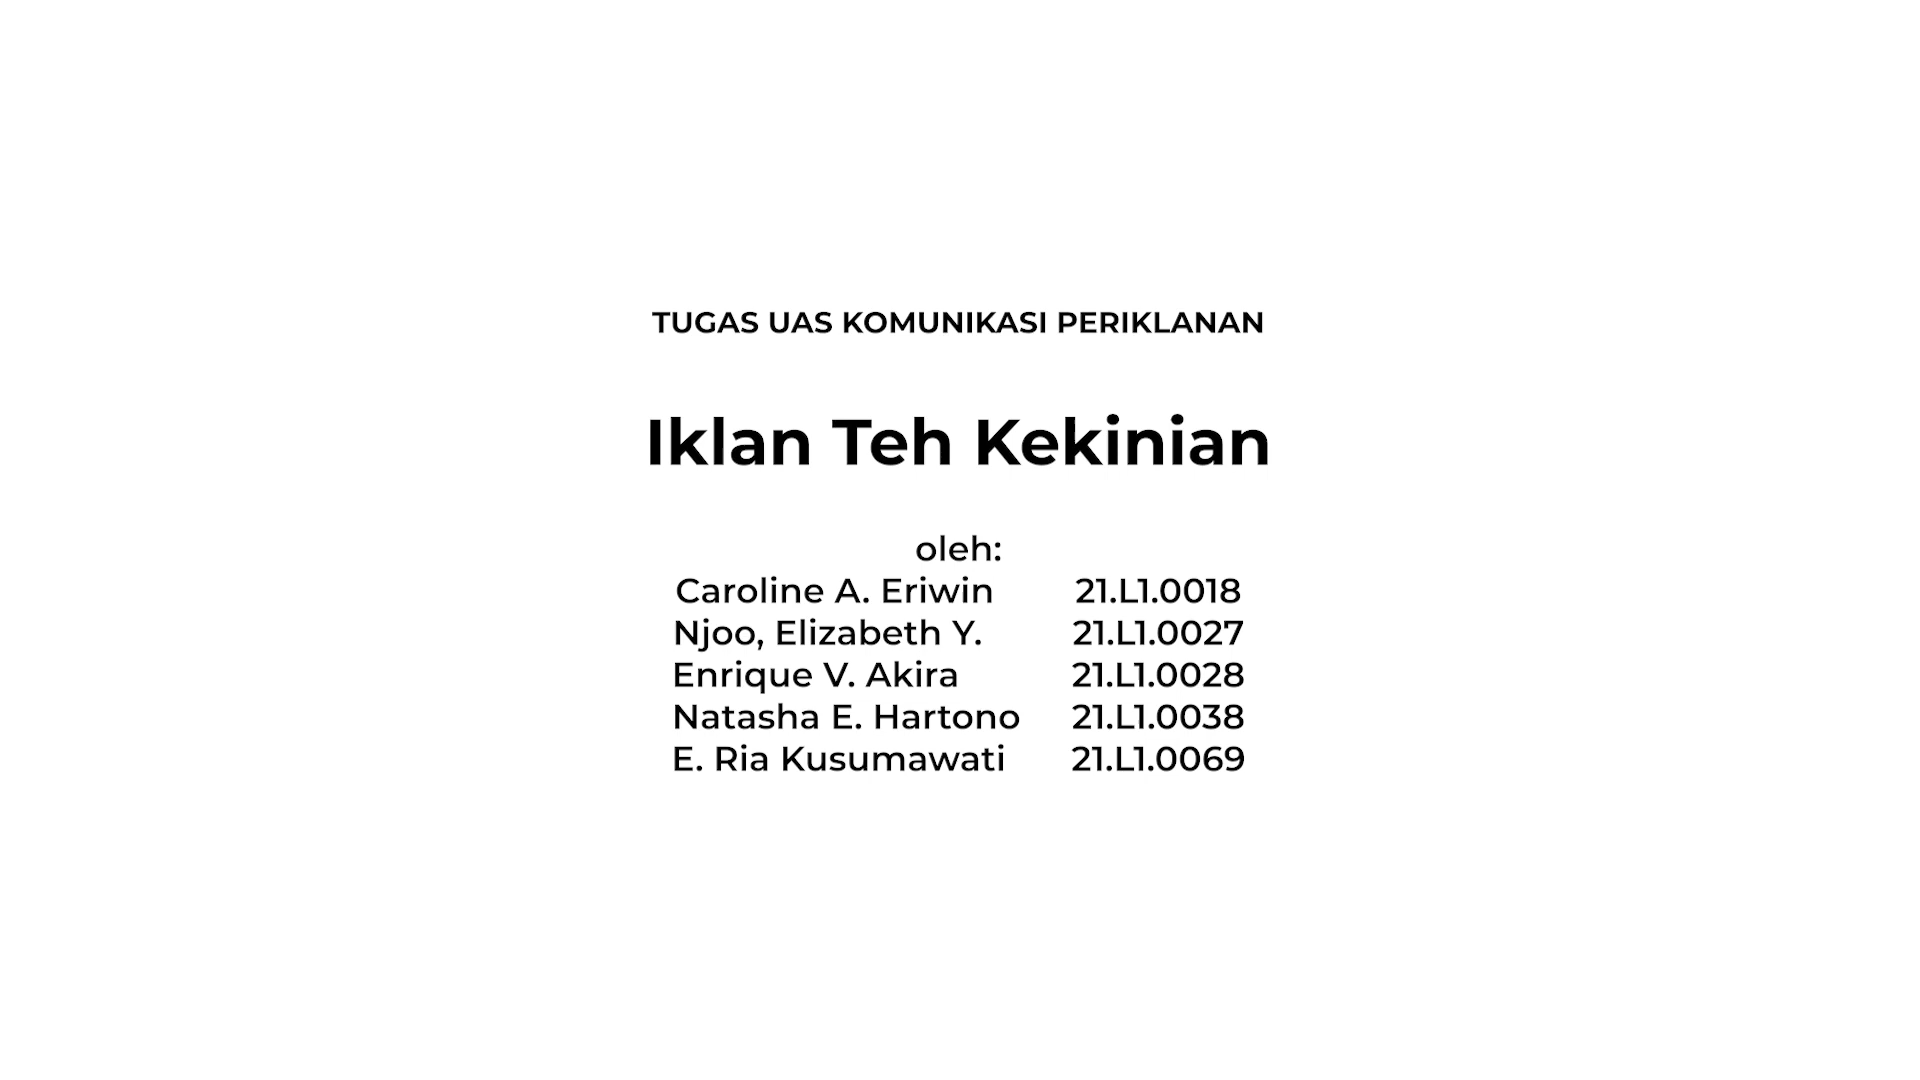 TUGAS UAS KOMUNIKASI PERIKLANAN
Iklan Teh Kekinian
oleh:
Caroline A. Eriwin 21.L1.0018
Njoo, Elizabeth Y. 21.L1.0027
Enrique V. Akira 21.L1.0028
Natasha E. Hartono 21.L1.0038
E. Ria Kusumawati 21.L1.0069